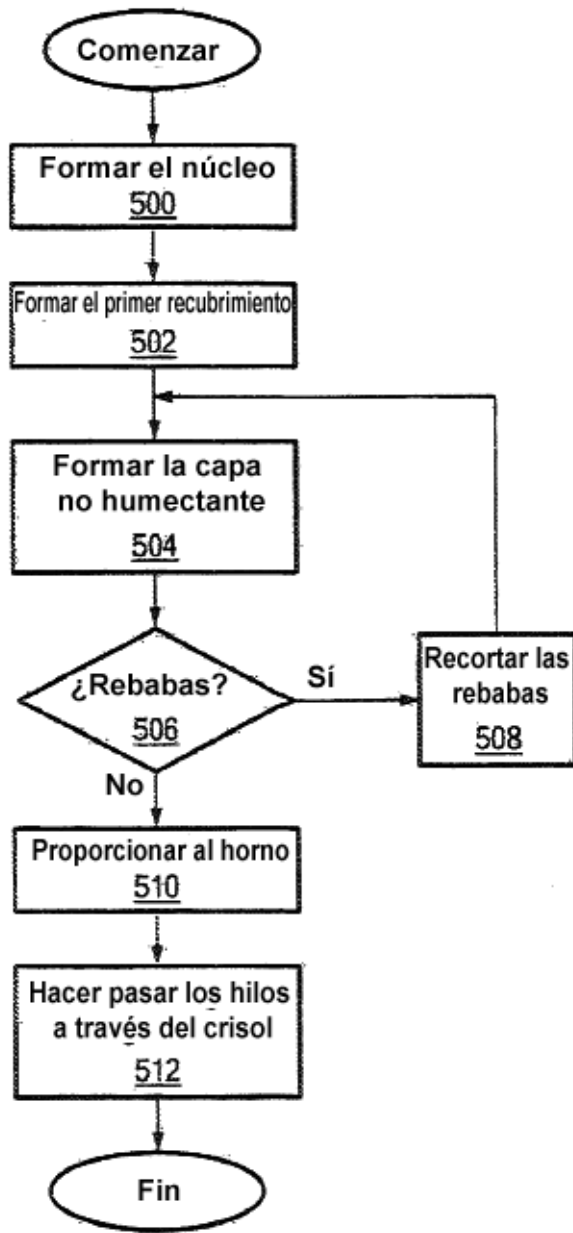 Comenzar
Formar el núcleo
500
Formar el primer recubrimiento
502
Formar la capa
no humectante
504
¿Rebabas?
506
Sí
Recortar las
rebabas
508
No
Proporcionar al horno
510
Hacer pasar los hilos
a través del crisol
512
Fin